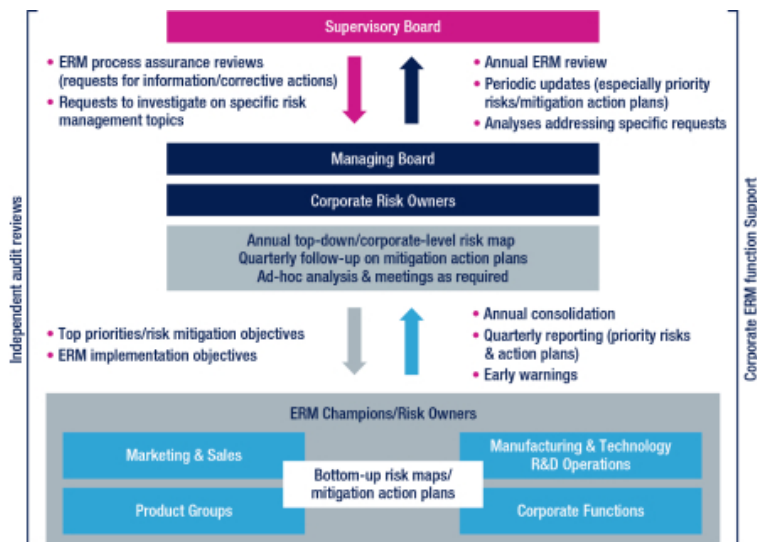 Supervisory Board
• ERM process assurance reviews
(requests for information/corrective actions)
• Requests to investigate on specific risk
management topics
• Annual ERM review
• Periodic updates (especially priority
risks/mitigation action plans)
• Analyses addressing specific requests
Managing Board
Corporate Risk Owners
Annual top-down/corporate-level risk map
Quarterly follow-up on mitigation action plans
Ad-hoc analysis & meetings as required
• Top priorities/risk mitigation objectives
• ERM implementation objectives
• Annual consolidation
• Quarterly reporting (priority risks
& action plans)
• Early warnings
ERM Champions/Risk Owners
Marketing & Sales
Manufacturing & Technology
R&D Operations
Bottom-up risk maps/
mitigation action plans
Product Groups
Corporate Functions
Independent audit reviews
Corporate ERM function Support